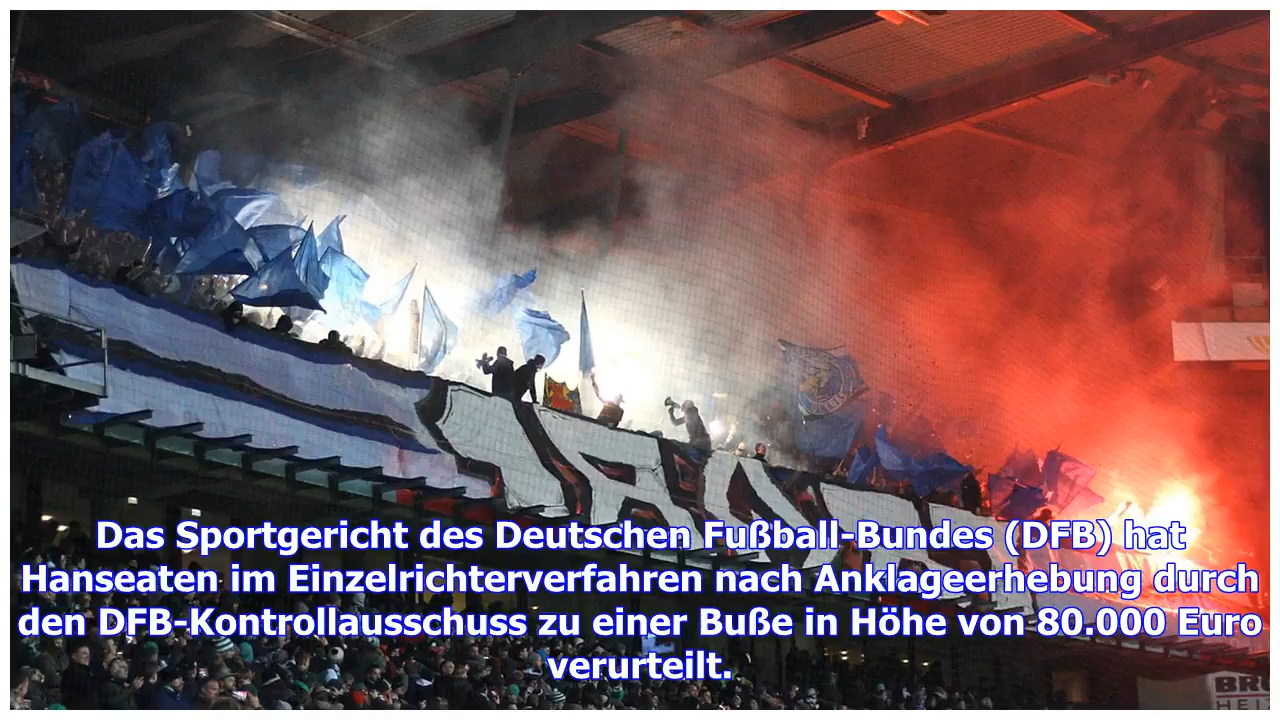 Das Sportgericht des Deutschen Fußball-Bundes (DFB) hat
Hanseaten im Einzelrichterverfahren nach Anklageerhebung durch
den DFB-Kontrollausschuss zu einer Buße in Höhe von 80.000 Euro
verurteilt.